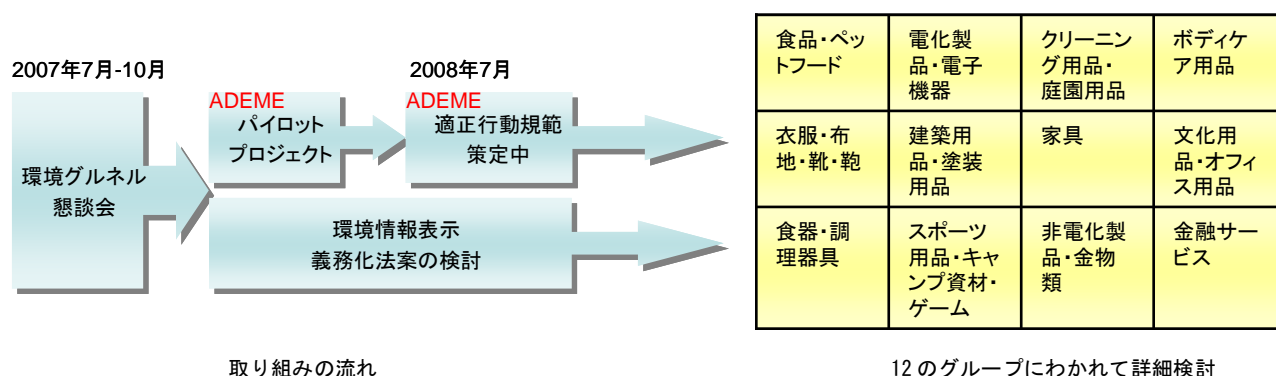 2007年7月-10月
環境グルネル
懇談会
ADEME
パイロット
プロジェクト
2008年7月
ADEME
適正行動規範
策定中
環境情報表示
義務化法案の検討
取り組みの流れ
食品・ペッ
トフード
電化製
品・電子
機器
クリーニン
グ用品・
庭園用品
ボディケ
ア用品
衣服・布
地・靴・鞄
建築用
品・塗装
用品
家具
文化用
品・オフィ
ス用品
食器・調
理器具
スポーツ
用品・キャ
ンプ資材・
ゲーム
非電化製
品・金物
類
金融サー
ビス
12のグループにわかれて詳細検討